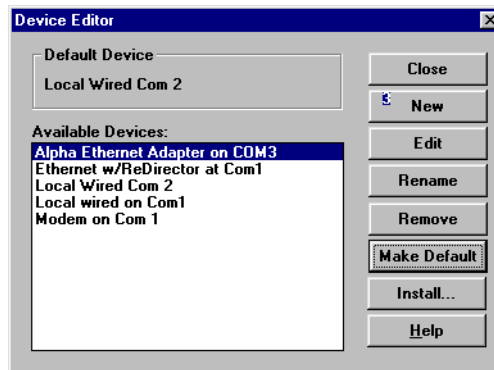 Device Editor
Default Device
Local Wired Com 2
Available Devices:
Alpha Ethernet Adapter on COM3
Ethernet w/ReDirector at Com1
Local Wired Com 2
Local wired on Com1
Modem on Com 1
Close
3 New
Edit
Rename
Remove
Make Default
Install...
Help